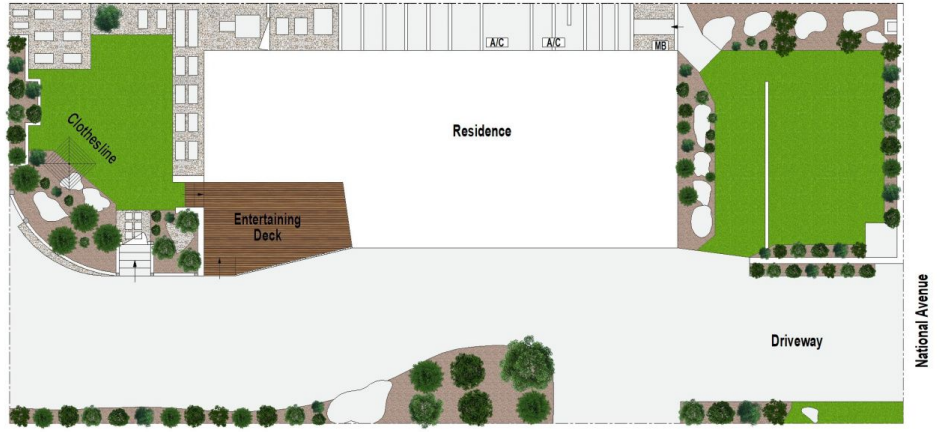 A/C
A/C
MB
Clothesline
Residence
Entertaining
Deck
Driveway
National Avenue